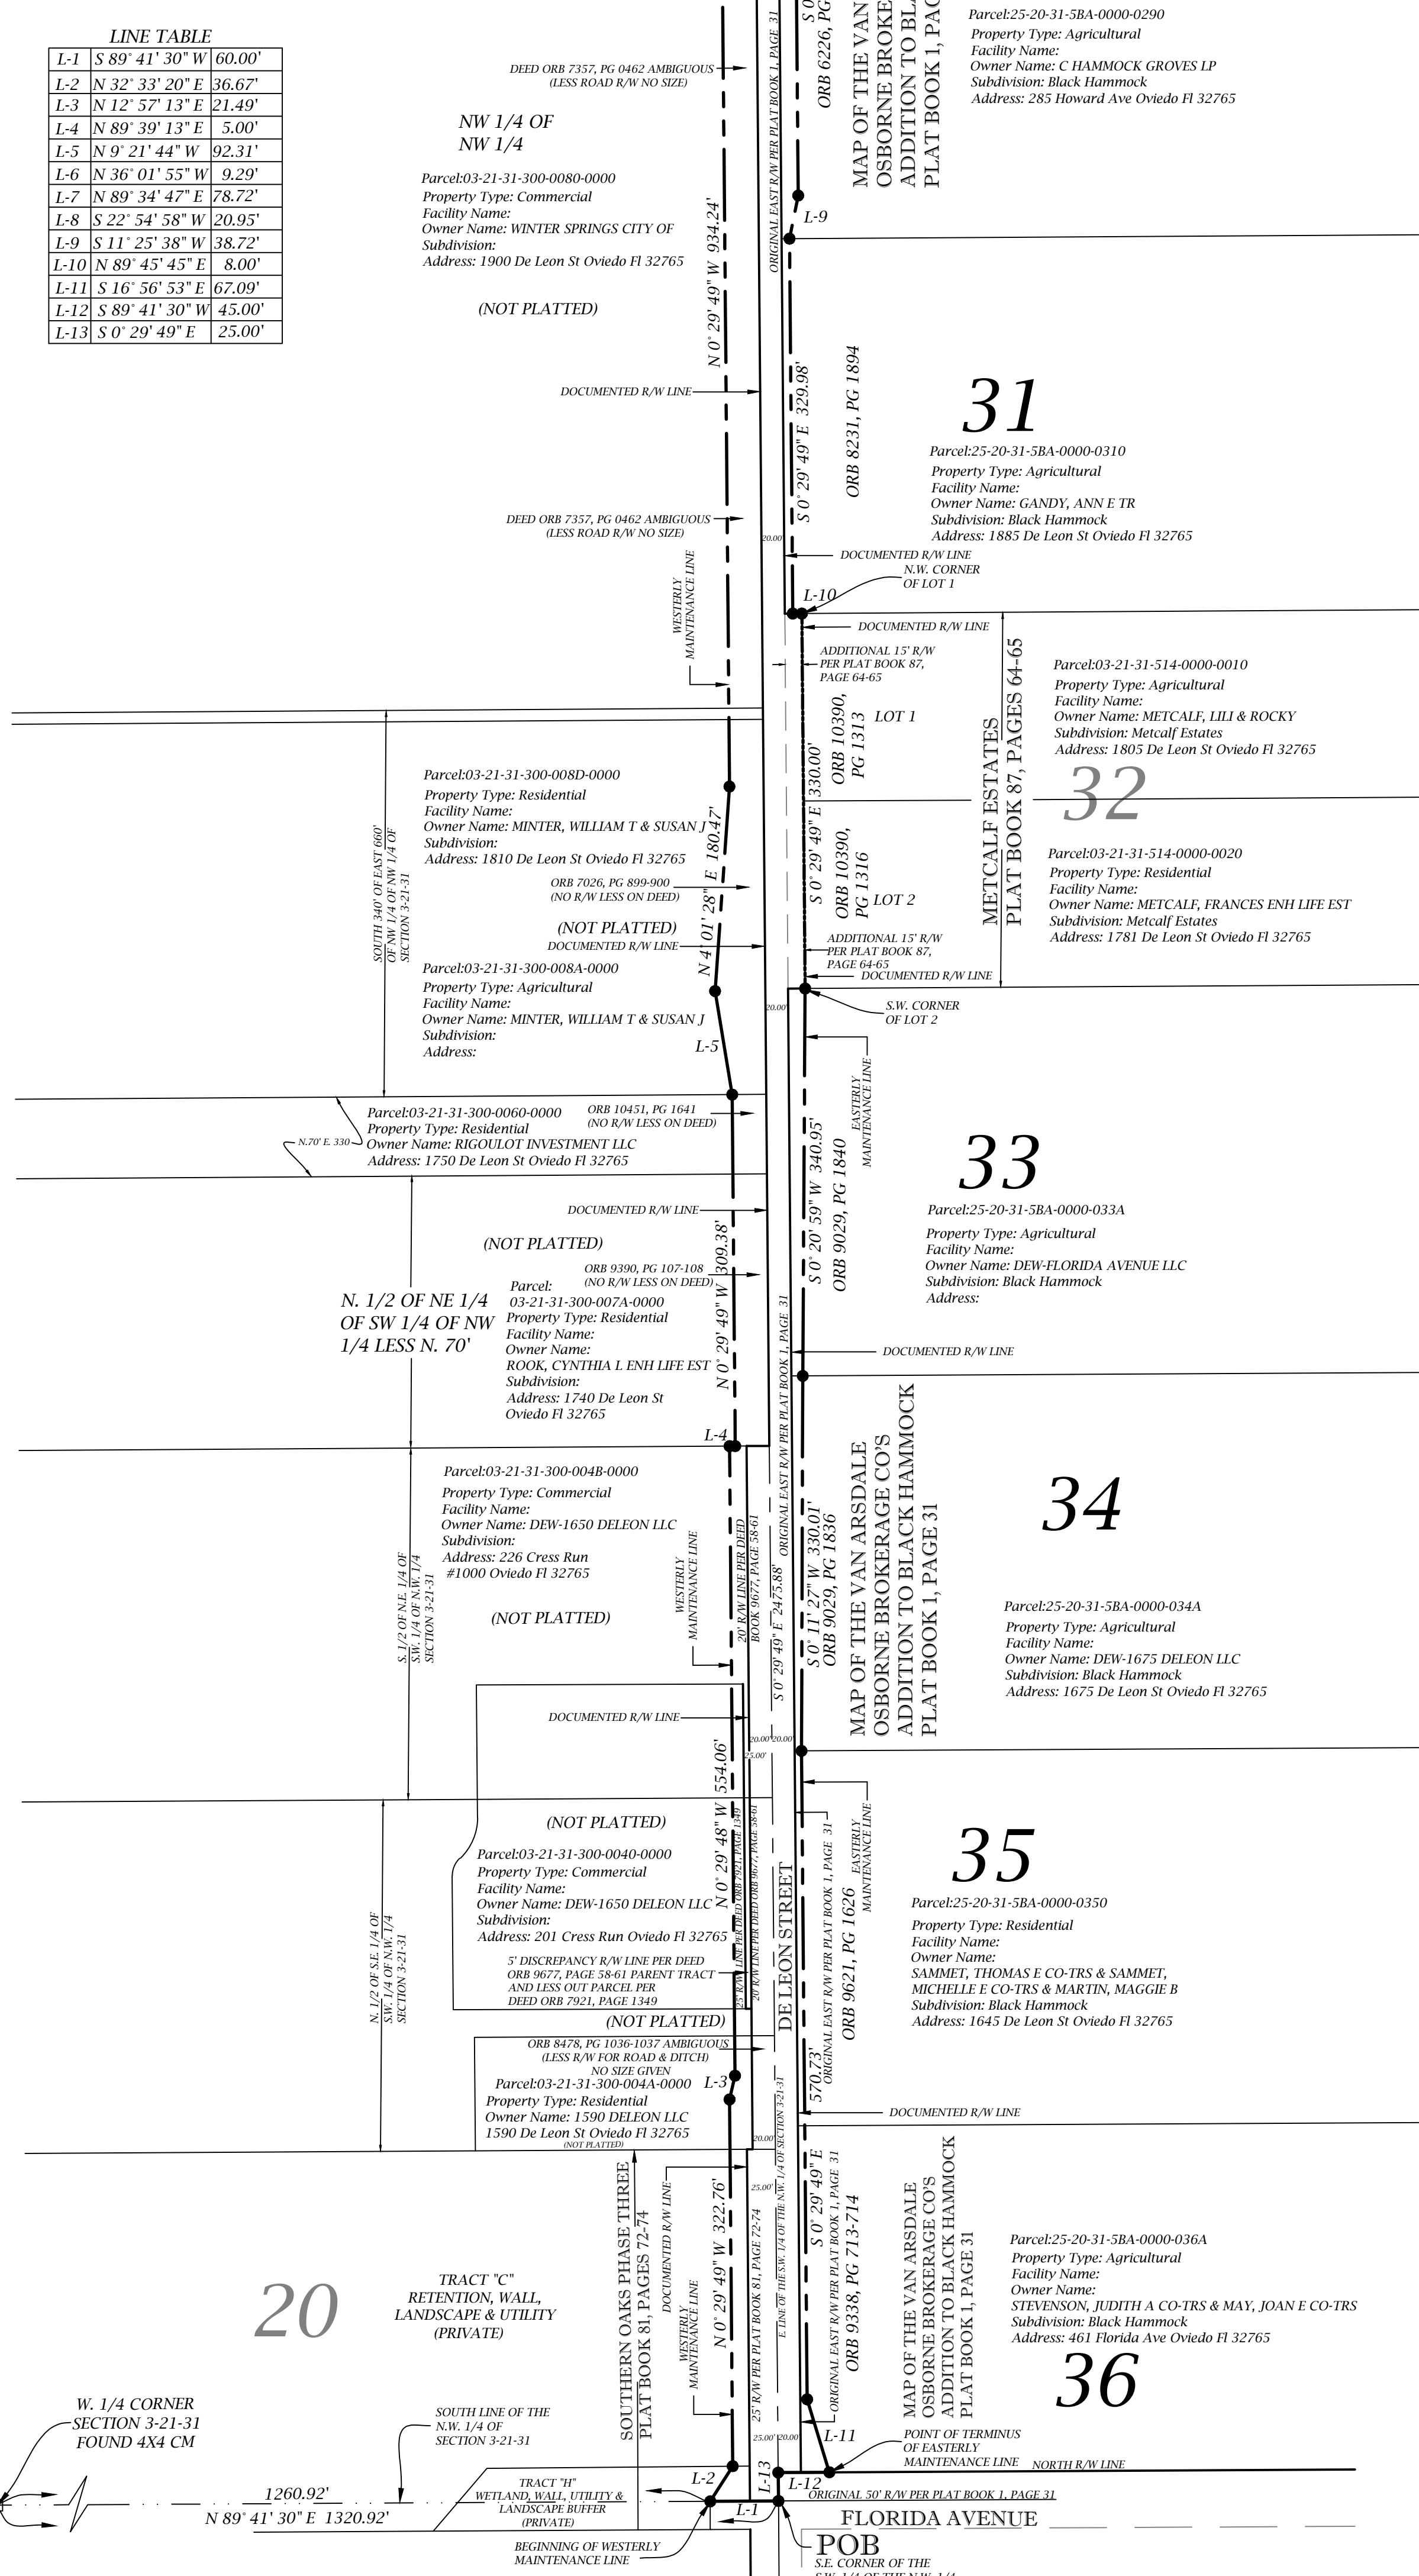 LINE TABLE
L-1 S 89° 41' 30" W 60.00'
L-2 N 32° 33' 20" E 36.67'
L-3 N 12° 57' 13" E 21.49'
L-4 N 89° 39' 13" E 5.00'
L-5 N 9° 21' 44" W 92.31'
L-6 N 36° 01' 55" W 9.29'
L-7 N 89° 34' 47" E 78.72'
L-8 S 22° 54' 58" W 20.95'
L-9 S 11° 25' 38" W 38.72'
L-10 N 89° 45' 45" E 8.00'
L-11 S 16° 56' 53" E 67.09'
L-12 S 89° 41' 30" W 45.00'
L-13 S 0° 29' 49" E 25.00'
DEED ORB 7357, PG 0462 AMBIGUOUS
(LESS ROAD R/W NO SIZE)
NW 1/4 OF
NW 1/4
Parcel:03-21-31-300-0080-0000
Property Type: Commercial
Facility Name:
Owner Name: WINTER SPRINGS CITY OF
Subdivision:
Address: 1900 De Leon St Oviedo Fl 32765
(NOT PLATTED)
N 0° 29' 49" W 934.24'
ORIGINAL EAST R/W PER PLAT BOOK 1, PAGE 31
ORB 6226, PG
MAP OF THE VAN
OSBORNE BROKE
ADDITION TO BL
PLAT BOOK 1, PAG
Parcel:25-20-31-5BA-0000-0290
Property Type: Agricultural
Facility Name:
Owner Name: C HAMMOCK GROVES LP
Subdivision: Black Hammock
Address: 285 Howard Ave Oviedo Fl 32765
L-9
DOCUMENTED R/W LINE
S 0° 29' 49" E 329.98'
ORB 8231, PG 1894
31
Parcel:25-20-31-5BA-0000-0310
Property Type: Agricultural
Facility Name:
Owner Name: GANDY, ANN E TR
Subdivision: Black Hammock
Address: 1885 De Leon St Oviedo Fl 32765
DEED ORB 7357, PG 0462 AMBIGUOUS
(LESS ROAD R/W NO SIZE)
20.00'
DOCUMENTED R/W LINE
N.W. CORNER
OF LOT 1
L-10
WESTERLY
MAINTENANCE LINE
DOCUMENTED R/W LINE
ADDITIONAL 15' R/W
PER PLAT BOOK 87,
PAGE 64-65
ORB 10390,
PG 1313
LOT 1
S 0° 29' 49" E 330.00'
METCALF ESTATES
PLAT BOOK 87, PAGES 64-65
Parcel:03-21-31-514-0000-0010
Property Type: Agricultural
Facility Name:
Owner Name: METCALF, LILI & ROCKY
Subdivision: Metcalf Estates
Address: 1805 De Leon St Oviedo Fl 32765
32
Parcel:03-21-31-514-0000-0020
Property Type: Residential
Facility Name:
Owner Name: METCALF, FRANCES ENH LIFE EST
Subdivision: Metcalf Estates
Address: 1781 De Leon St Oviedo Fl 32765
ORB 10390,
PG 1316
LOT 2
ADDITIONAL 15' R/W
PER PLAT BOOK 87,
PAGE 64-65
DOCUMENTED R/W LINE
S.W. CORNER
OF LOT 2
SOUTH 340' OF EAST 660'
OF NW 1/4 OF NW 1/4 OF
SECTION 3-21-31
Parcel:03-21-31-300-008D-0000
Property Type: Residential
Facility Name:
Owner Name: MINTER, WILLIAM T & SUSAN J
Subdivision:
Address: 1810 De Leon St Oviedo Fl 32765
ORB 7026, PG 899-900
(NO R/W LESS ON DEED)
(NOT PLATTED)
DOCUMENTED R/W LINE
N 4° 01' 28" E 180.47'
Parcel:03-21-31-300-008A-0000
Property Type: Agricultural
Facility Name:
Owner Name: MINTER, WILLIAM T & SUSAN J
Subdivision:
Address:
20.00'
L-5
EASTERLY
MAINTENANCE LINE
N.70' E. 330
Parcel:03-21-31-300-0060-0000
Property Type: Residential
Owner Name: RIGOULOT INVESTMENT LLC
Address: 1750 De Leon St Oviedo Fl 32765
ORB 10451, PG 1641
(NO R/W LESS ON DEED)
S 0° 20' 59" W 340.95'
ORB 9029, PG 1840
33
Parcel:25-20-31-5BA-0000-033A
Property Type: Agricultural
Facility Name:
Owner Name: DEW-FLORIDA AVENUE LLC
Subdivision: Black Hammock
Address:
DOCUMENTED R/W LINE
(NOT PLATTED)
ORB 9390, PG 107-108
(NO R/W LESS ON DEED)
N. 1/2 OF NE 1/4
OF SW 1/4 OF NW
1/4 LESS N. 70'
Parcel:
03-21-31-300-007A-0000
Property Type: Residential
Facility Name:
Owner Name:
ROOK, CYNTHIA L ENH LIFE EST
Subdivision:
Address: 1740 De Leon St
Oviedo Fl 32765
N 0° 29' 49" W 309.38'
ORIGINAL EAST R/W PER PLAT BOOK 1, PAGE 31
DOCUMENTED R/W LINE
L-4
Parcel:03-21-31-300-004B-0000
Property Type: Commercial
Facility Name:
Owner Name: DEW-1650 DELEON LLC
Subdivision:
Address: 226 Cress Run
#1000 Oviedo Fl 32765
(NOT PLATTED)
S. 1/2 OF N.E. 1/4 OF
S.W. 1/4 OF N.W. 1/4
SECTION 3-21-31
WESTERLY
MAINTENANCE LINE
20' R/W LINE PER DEED
BOOK 9677, PAGE 58-61
S 0° 29' 49" E 2475.88'
S 0° 11' 27" W 330.01'
ORB 9029, PG 1836
MAP OF THE VAN ARSDALE
OSBORNE BROKERAGE CO'S
ADDITION TO BLACK HAMMOCK
PLAT BOOK 1, PAGE 31
34
Parcel:25-20-31-5BA-0000-034A
Property Type: Agricultural
Facility Name:
Owner Name: DEW-1675 DELEON LLC
Subdivision: Black Hammock
Address: 1675 De Leon St Oviedo Fl 32765
DOCUMENTED R/W LINE
20.00' 20.00'
25.00'
N 0° 29' 48" W 554.06'
(NOT PLATTED)
Parcel:03-21-31-300-0040-0000
Property Type: Commercial
Facility Name:
Owner Name: DEW-1650 DELEON LLC
Subdivision:
Address: 201 Cress Run Oviedo Fl 32765
5' DISCREPANCY R/W LINE PER DEED
ORB 9677, PAGE 58-61 PARENT TRACT
AND LESS OUT PARCEL PER
DEED ORB 7921, PAGE 1349
25' R/W LINE PER DEED ORB 7921, PAGE 1349
20' R/W LINE PER DEED ORB 9677, PAGE 58-61
DE LEON STREET
ORIGINAL EAST R/W PER PLAT BOOK 1, PAGE 31
ORB 9621, PG 1626
EASTERLY
MAINTENANCE LINE
35
Parcel:25-20-31-5BA-0000-0350
Property Type: Residential
Facility Name:
Owner Name:
SAMMET, THOMAS E CO-TRS & SAMMET,
MICHELLE E CO-TRS & MARTIN, MAGGIE B
Subdivision: Black Hammock
Address: 1645 De Leon St Oviedo Fl 32765
N. 1/2 OF S.E. 1/4 OF
S.W. 1/4 OF N.W. 1/4
SECTION 3-21-31
(NOT PLATTED)
ORB 8478, PG 1036-1037 AMBIGUOUS
(LESS R/W FOR ROAD & DITCH)
NO SIZE GIVEN
Parcel:03-21-31-300-004A-0000
Property Type: Residential
Owner Name: 1590 DELEON LLC
1590 De Leon St Oviedo Fl 32765
(NOT PLATTED)
L-3
570.73'
DOCUMENTED R/W LINE
20.00'
25.00'
E. LINE OF THE S.W. 1/4 OF THE N.W. 1/4 OF SECTION 3-21-31
S 0° 29' 49" E
ORIGINAL EAST R/W PER PLAT BOOK 1, PAGE 31
ORB 9338, PG 713-714
MAP OF THE VAN ARSDALE
OSBORNE BROKERAGE CO'S
ADDITION TO BLACK HAMMOCK
PLAT BOOK 1, PAGE 31
Parcel:25-20-31-5BA-0000-036A
Property Type: Agricultural
Facility Name:
Owner Name:
STEVENSON, JUDITH A CO-TRS & MAY, JOAN E CO-TRS
Subdivision: Black Hammock
Address: 461 Florida Ave Oviedo Fl 32765
36
20
TRACT "C"
RETENTION, WALL,
LANDSCAPE & UTILITY
(PRIVATE)
SOUTHERN OAKS PHASE THREE
PLAT BOOK 81, PAGES 72-74
DOCUMENTED R/W LINE
WESTERLY
MAINTENANCE LINE
N 0° 29' 49" W 322.76'
25' R/W PER PLAT BOOK 81, PAGE 72-74
25.00' 20.00
W. 1/4 CORNER
SECTION 3-21-31
FOUND 4X4 CM
SOUTH LINE OF THE
N.W. 1/4 OF
SECTION 3-21-31
L-11
POINT OF TERMINUS
OF EASTERLY
MAINTENANCE LINE
NORTH R/W LINE
L-2
L-13
L-12
L-1
1260.92'
N 89° 41' 30" E 1320.92'
TRACT "H"
WETLAND, WALL, UTILITY &
LANDSCAPE BUFFER
(PRIVATE)
ORIGINAL 50' R/W PER PLAT BOOK 1, PAGE 31
FLORIDA AVENUE
BEGINNING OF WESTERLY
MAINTENANCE LINE
POB
S.E. CORNER OF THE
S.W. 1/4 OF THE N.W. 1/4